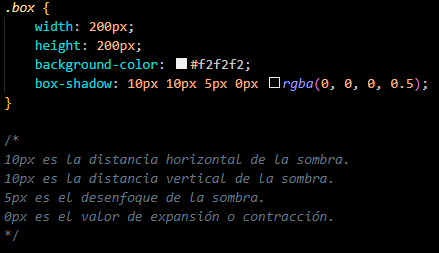 .box {
    width: 200px;
    height: 200px;
    background-color: #f2f2f2;
    box-shadow: 10px 10px 5px 0px rgba(0, 0, 0, 0.5);
}
/*
10px es la distancia horizontal de la sombra.
10px es la distancia vertical de la sombra.
5px es el desenfoque de la sombra.
0px es el valor de expansión o contracción.
*/